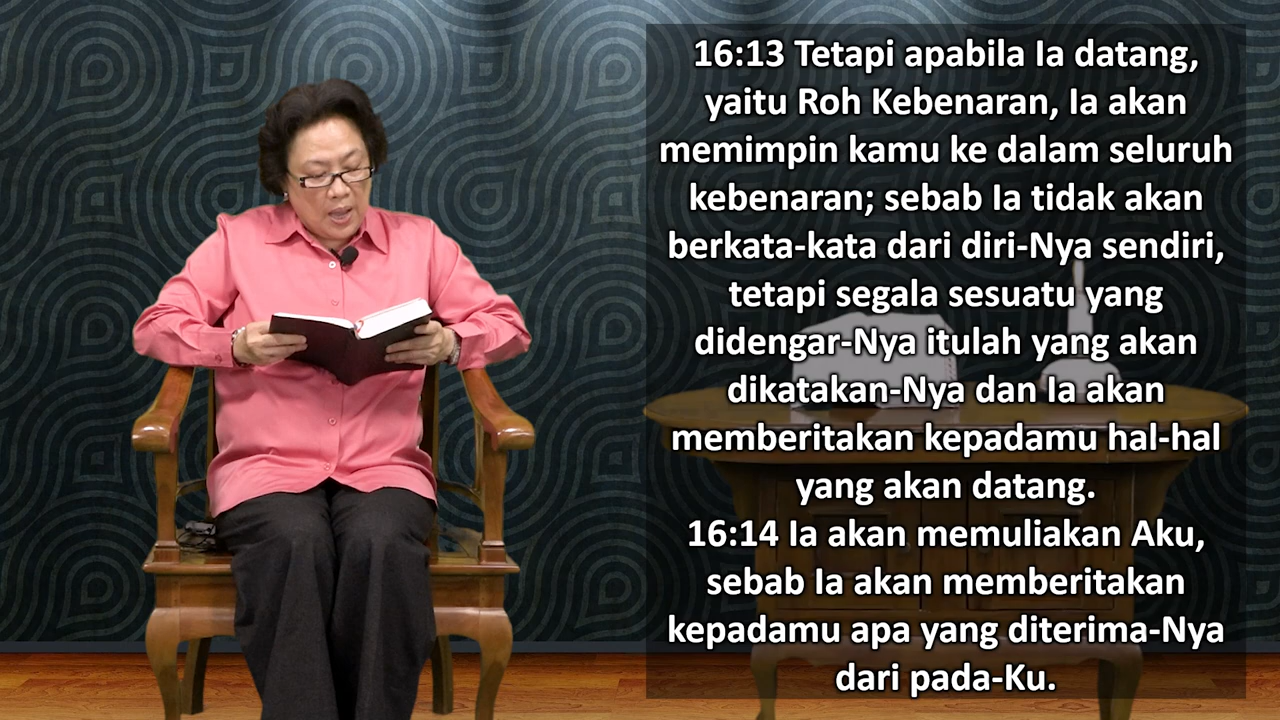 16:13 Tetapi apabila Ia datang,
yaitu Roh Kebenaran, Ia akan
memimpin kamu ke dalam seluruh
kebenaran; sebab Ia tidak akan
berkata-kata dari diri-Nya sendiri,
tetapi segala sesuatu yang
didengar-Nya itulah yang akan
dikatakan-Nya dan Ia akan
memberitakan kepadamu hal-hal
yang akan datang.
16:14 Ia akan memuliakan Aku,
sebab Ia akan memberitakan
kepadamu apa yang diterima-Nya
dari pada-Ku.